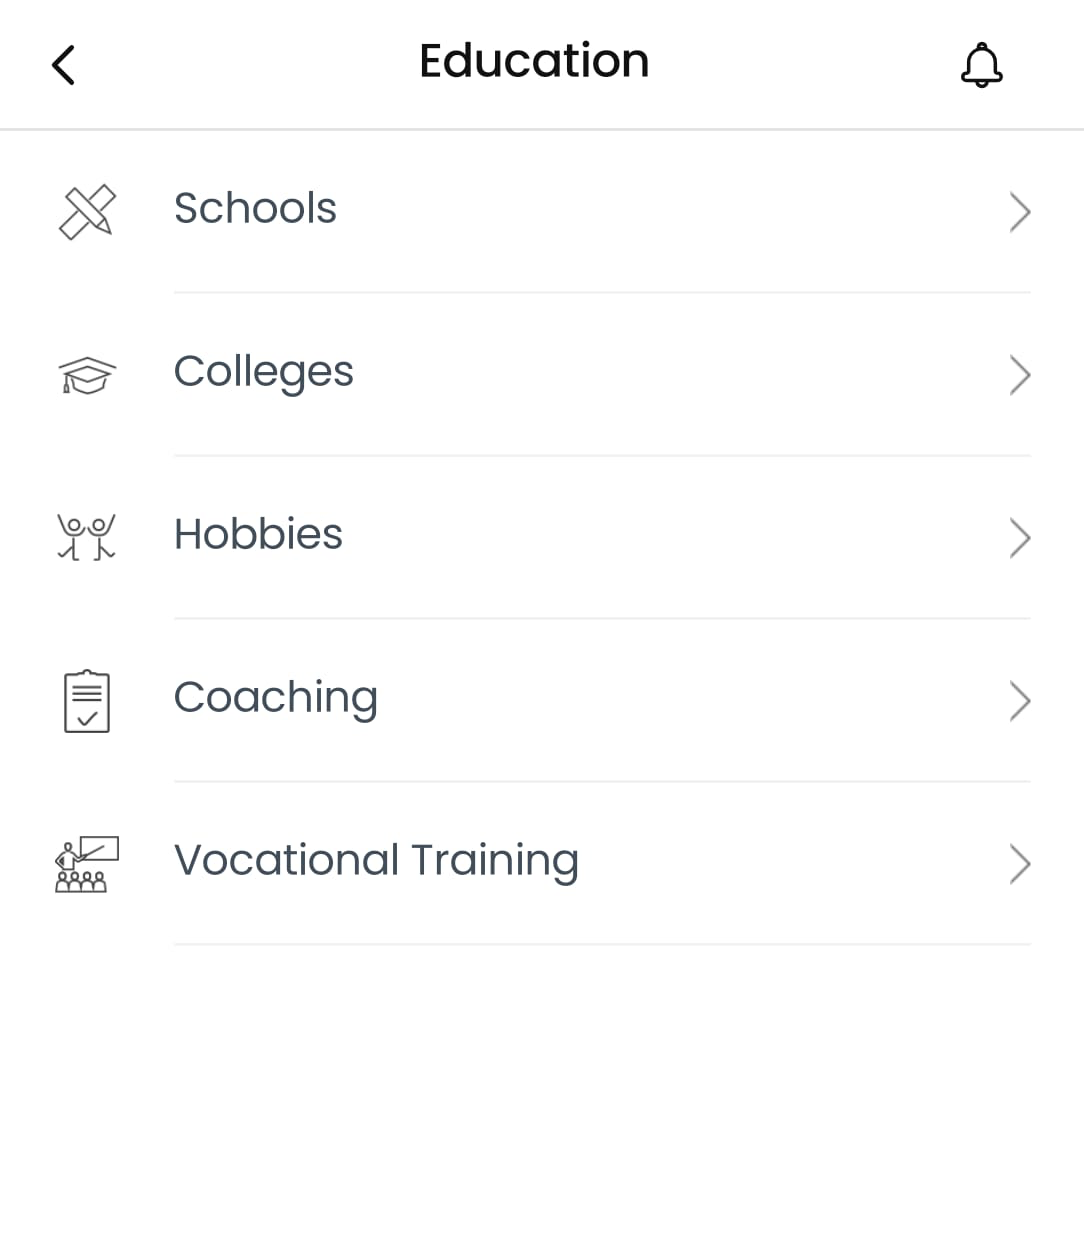 Education
Schools
Colleges
Hobbies
Coaching
Vocational Training